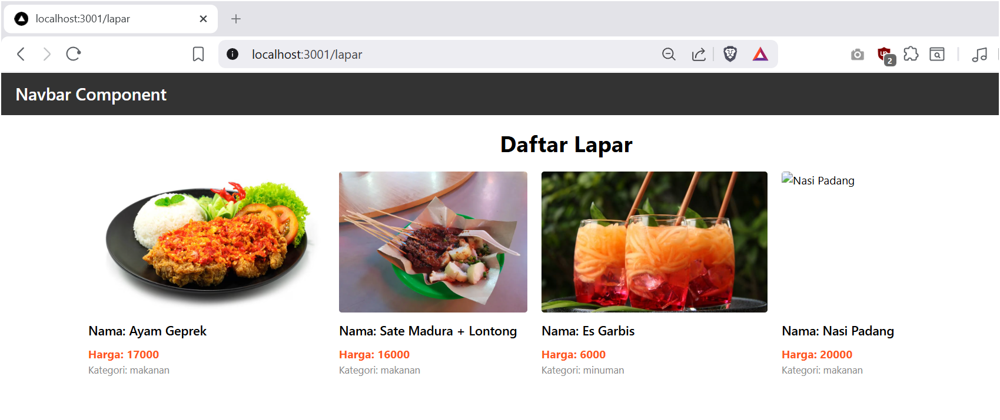 localhost:3001/lapar
localhost:3001/lapar
2
Navbar Component
Daftar Lapar
Nasi Padang
Nama: Ayam Geprek
Harga: 17000
Kategori: makanan
Nama: Sate Madura + Lontong
Harga: 16000
Kategori: makanan
Nama: Es Garbis
Harga: 6000
Kategori: minuman
Nama: Nasi Padang
Harga: 20000
Kategori: makanan